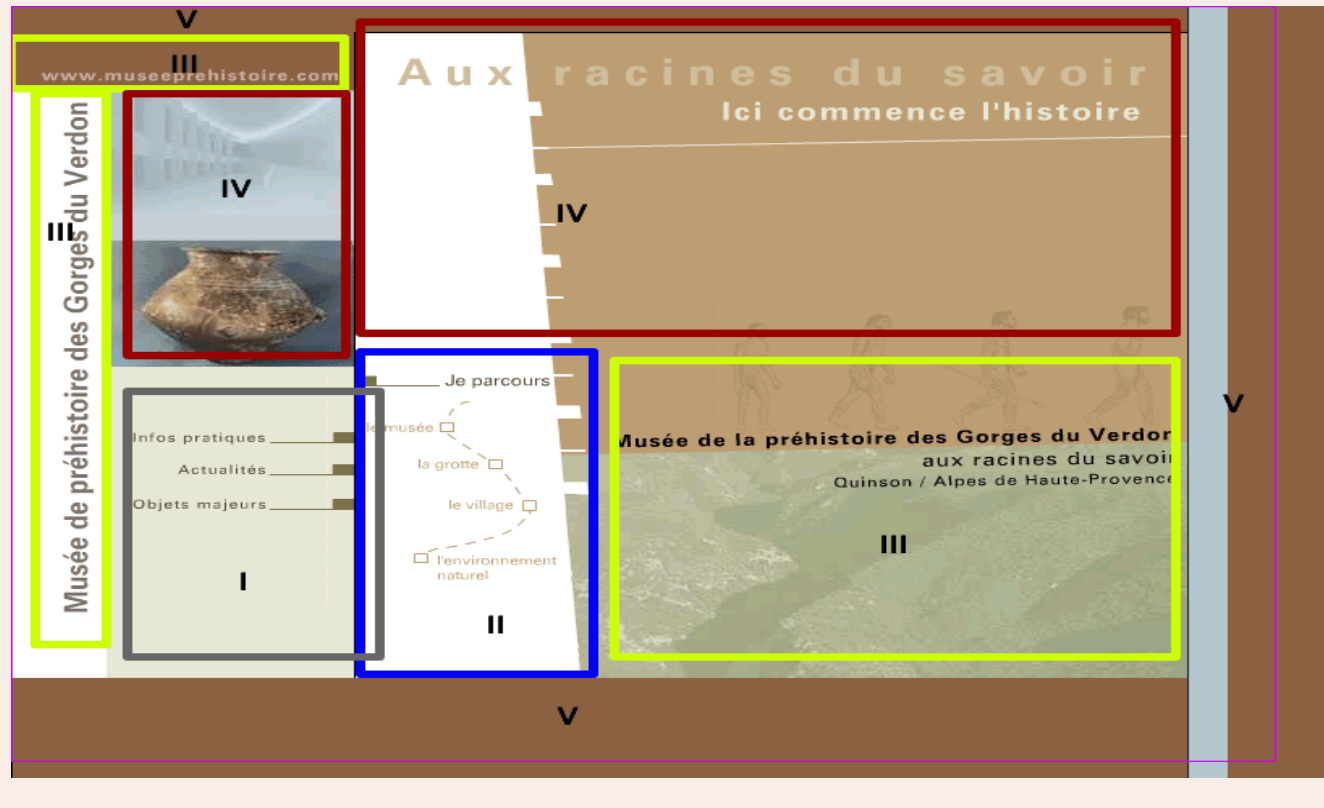 V
III
www.museeprehistoire.com
Musée de préhistoire des Gorges du Verdon
III
IV
Aux racines du savoir
Ici commence l'histoire
IV
Infos pratiques
Actualités
Objets majeurs
I
Je parcours
le musée
la grotte
le village
l'environnement
naturel
II
Musée de la préhistoire des Gorges du Verdon
aux racines du savoir
Quinson / Alpes de Haute-Provence
III
V
V